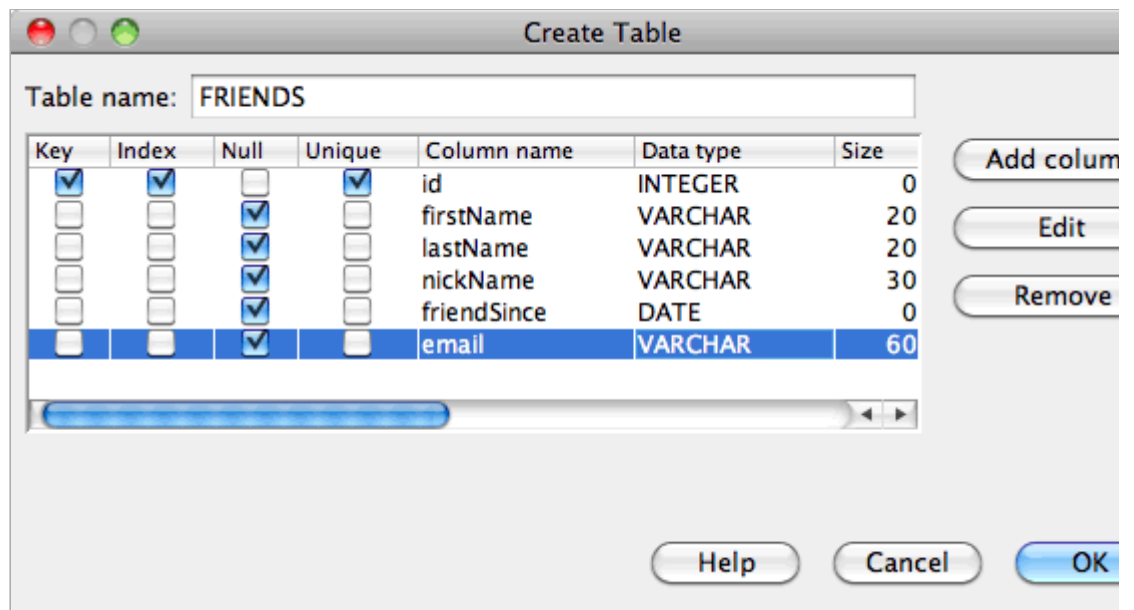 Create Table
Table name: FRIENDS
Key Index Null Unique Column name Data type Size
id INTEGER 0
firstName VARCHAR 20
lastName VARCHAR 20
nickName VARCHAR 30
friendSince DATE 0
email VARCHAR 60
Add colum
Edit
Remove
Help Cancel OK